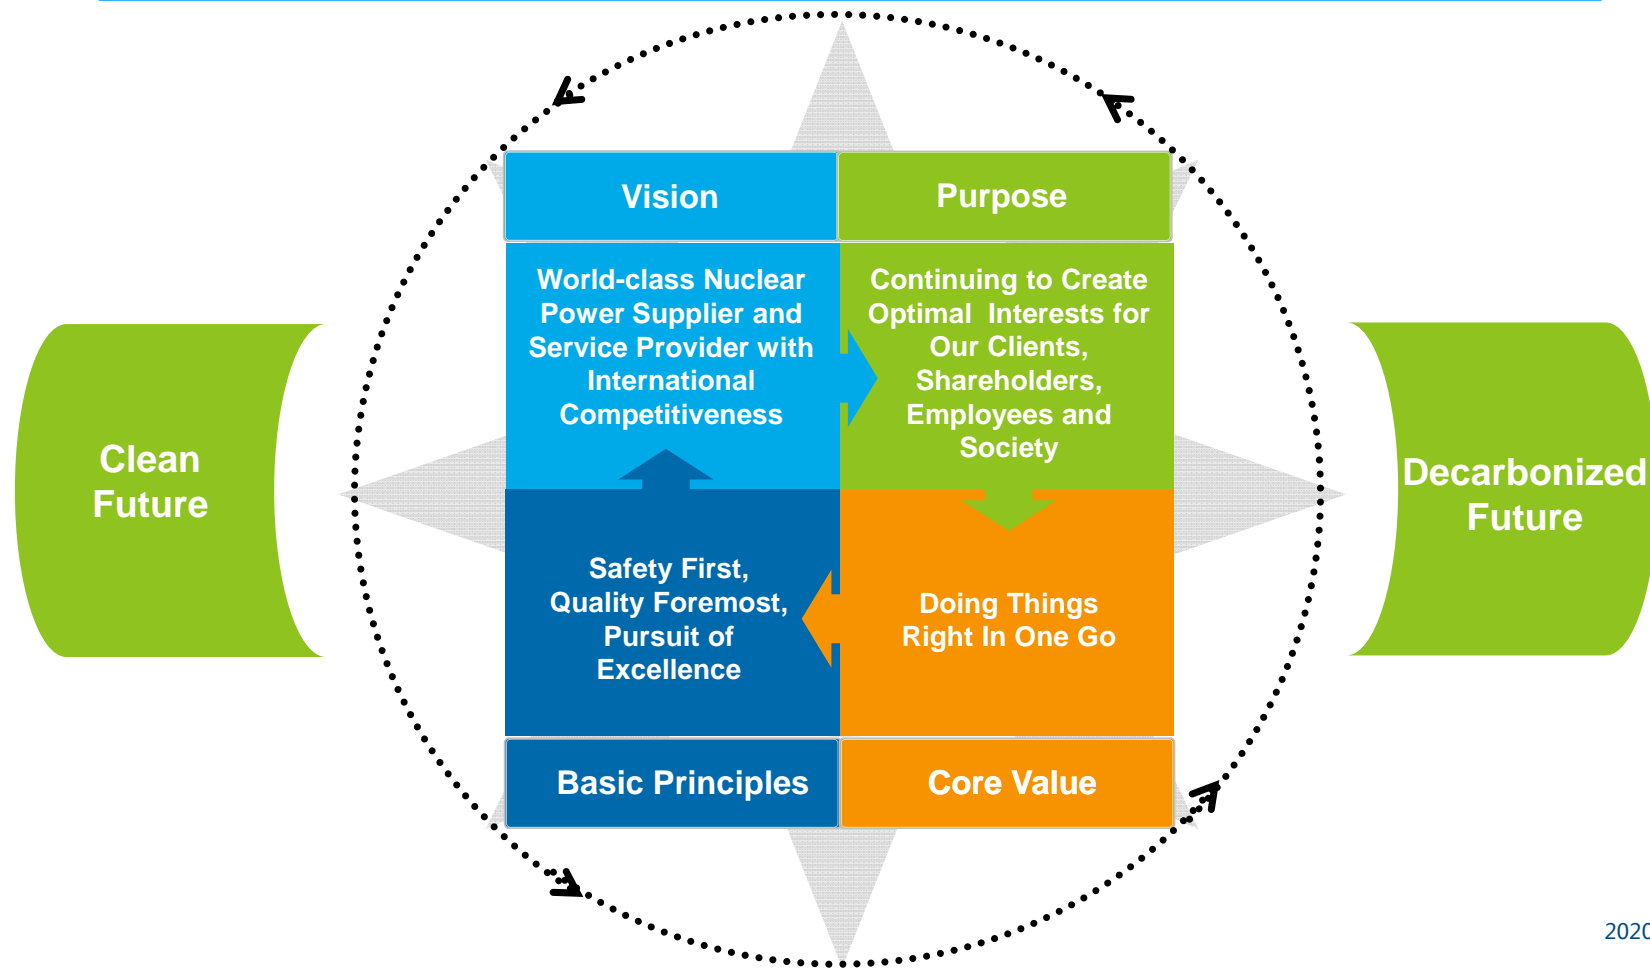 Vision
Purpose
World-class Nuclear
Power Supplier and
Service Provider with
International
Competitiveness
Continuing to Create
Optimal  Interests for
Our Clients,
Shareholders,
Employees and
Society
Clean
Future
Decarbonized
Future
Safety First,
Quality Foremost,
Pursuit of
Excellence
Doing Things
Right In One Go
Basic Principles
Core Value
2020